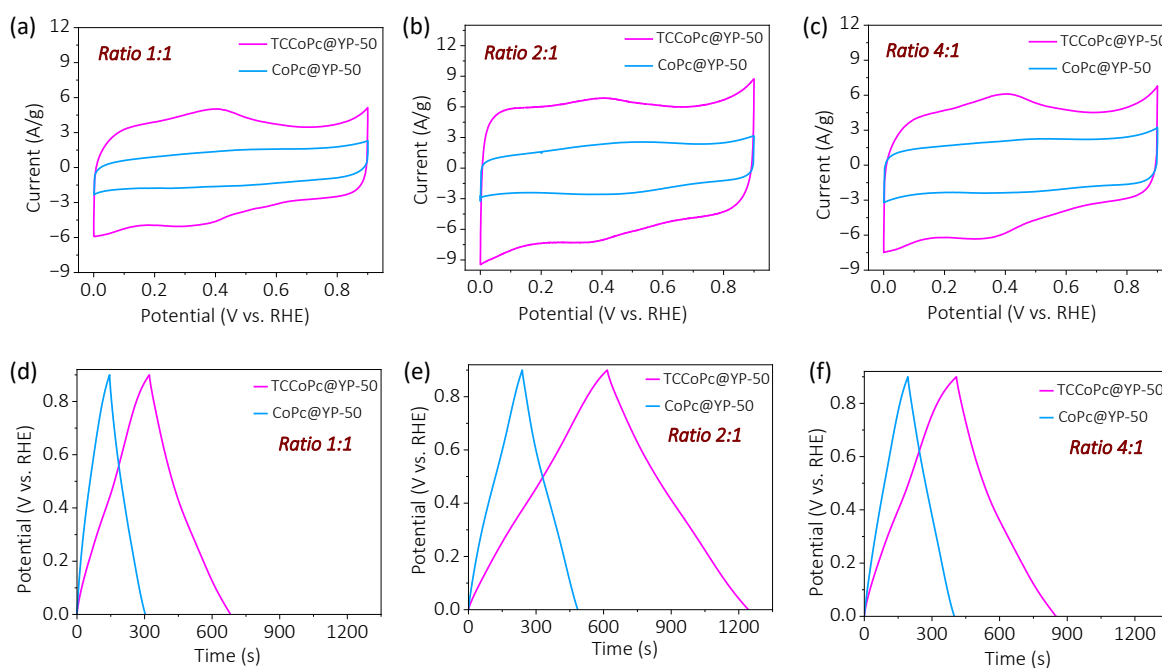 (a)
Ratio 1:1
TCCoPc@YP-50
CoPc@YP-50
Current (A/g)
12
9
6
3
0
−3
−6
−9
0.0 0.2 0.4 0.6 0.8
Potential (V vs. RHE)
(b)
Ratio 2:1
TCCoPc@YP-50
CoPc@YP-50
Current (A/g)
12
9
6
3
0
−3
−6
−9
0.0 0.2 0.4 0.6 0.8
Potential (V vs. RHE)
(c)
Ratio 4:1
TCCoPc@YP-50
CoPc@YP-50
Current (A/g)
12
9
6
3
0
−3
−6
−9
0.0 0.2 0.4 0.6 0.8
Potential (V vs. RHE)
(d)
TCCoPc@YP-50
CoPc@YP-50
Ratio 1:1
Potential (V vs. RHE)
0.8
0.6
0.4
0.2
0.0
0 300 600 900 1200
Time (s)
(e)
TCCoPc@YP-50
CoPc@YP-50
Ratio 2:1
Potential (V vs. RHE)
0.8
0.6
0.4
0.2
0.0
0 300 600 900 1200
Time (s)
(f)
TCCoPc@YP-50
CoPc@YP-50
Ratio 4:1
Potential (V vs. RHE)
0.8
0.6
0.4
0.2
0.0
0 300 600 900 1200
Time (s)